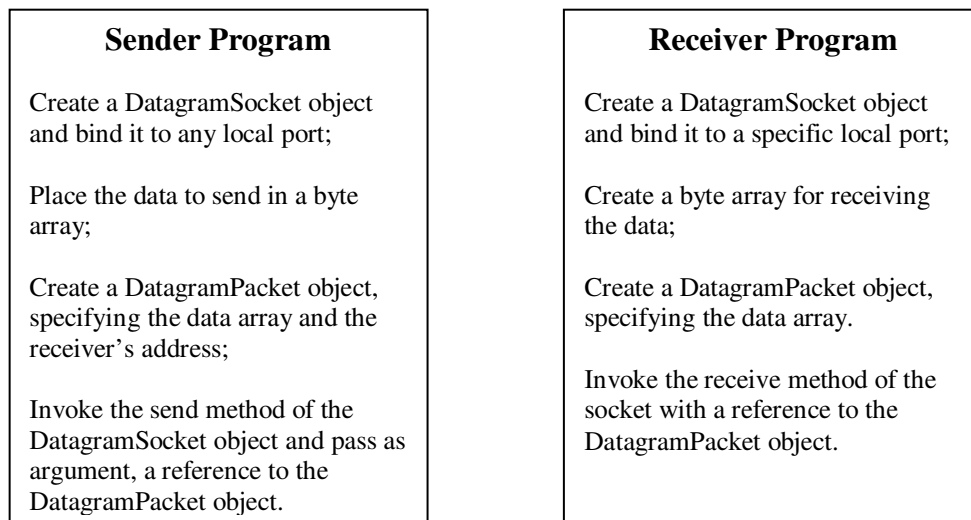 Sender Program
Create a DatagramSocket object
and bind it to any local port;
Place the data to send in a byte
array;
Create a DatagramPacket object,
specifying the data array and the
receiver’s address;
Invoke the send method of the
DatagramSocket object and pass as
argument, a reference to the
DatagramPacket object.
Receiver Program
Create a DatagramSocket object
and bind it to a specific local port;
Create a byte array for receiving
the data;
Create a DatagramPacket object,
specifying the data array.
Invoke the receive method of the
socket with a reference to the
DatagramPacket object.